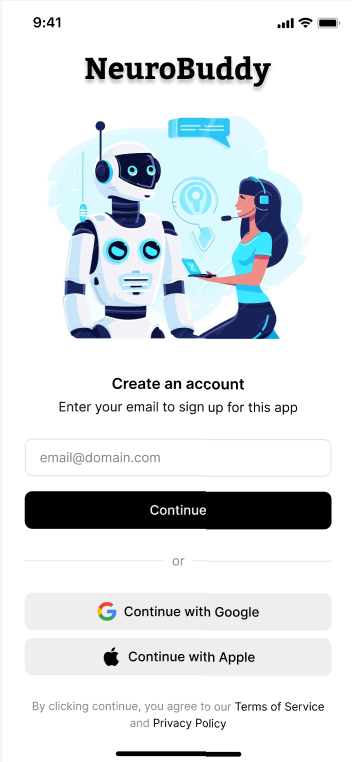 9:41
NeuroBuddy
Create an account
Enter your email to sign up for this app
email@domain.com
Continue
or
Continue with Google
Continue with Apple
By clicking continue, you agree to our Terms of Service
and Privacy Policy